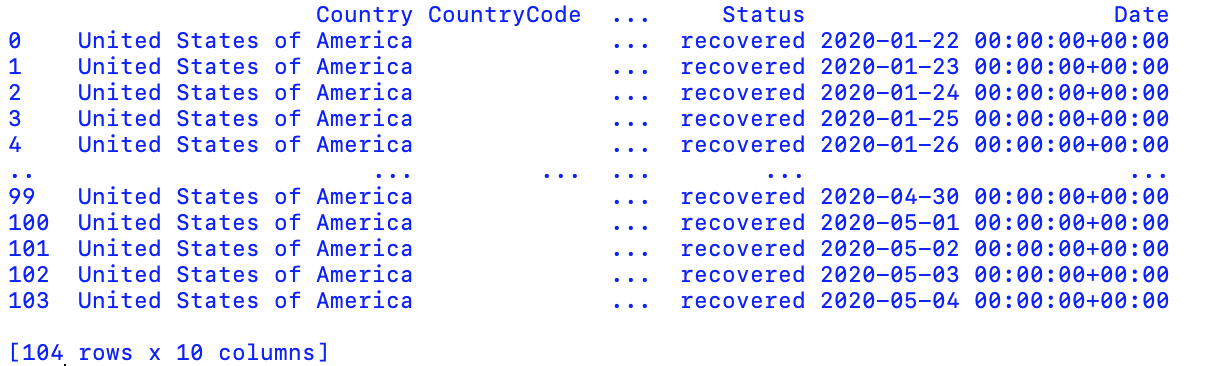 Country CountryCode ... Status Date
0 United States of America ... recovered 2020-01-22 00:00:00+00:00
1 United States of America ... recovered 2020-01-23 00:00:00+00:00
2 United States of America ... recovered 2020-01-24 00:00:00+00:00
3 United States of America ... recovered 2020-01-25 00:00:00+00:00
4 United States of America ... recovered 2020-01-26 00:00:00+00:00
.. ... ... ... ... ...
99 United States of America ... recovered 2020-04-30 00:00:00+00:00
100 United States of America ... recovered 2020-05-01 00:00:00+00:00
101 United States of America ... recovered 2020-05-02 00:00:00+00:00
102 United States of America ... recovered 2020-05-03 00:00:00+00:00
103 United States of America ... recovered 2020-05-04 00:00:00+00:00
[104 rows x 10 columns]